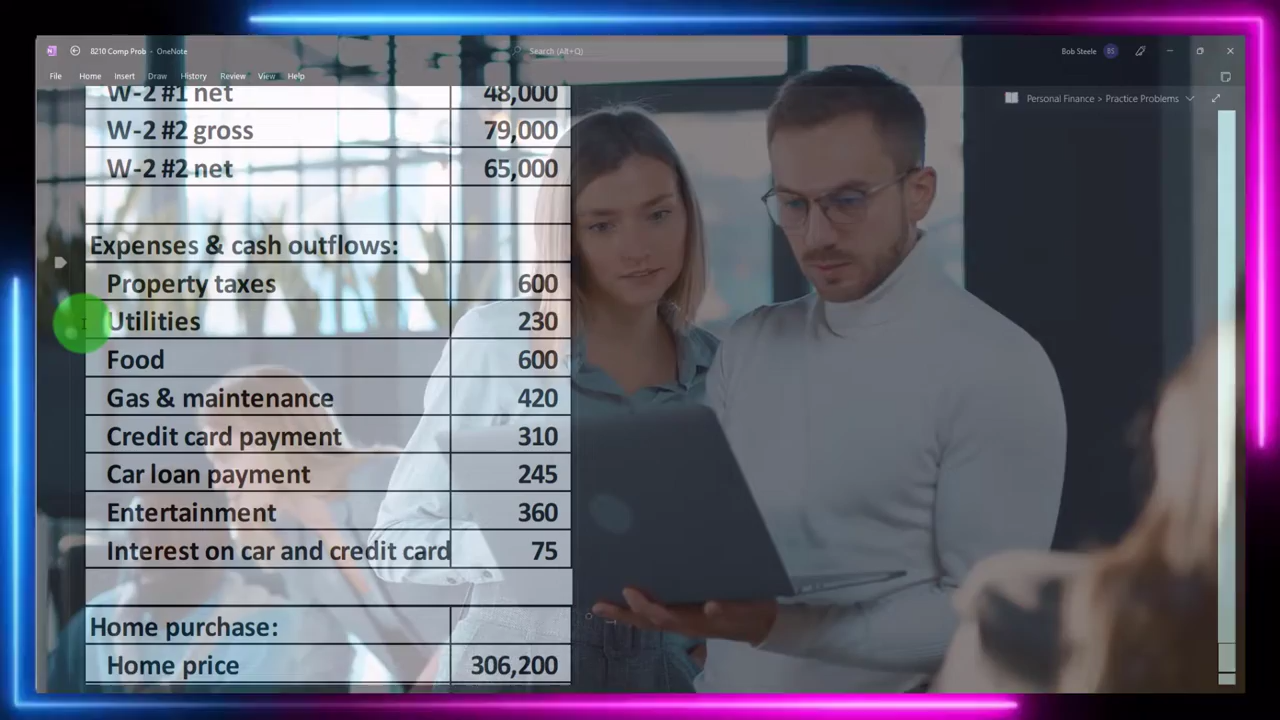 8210 Comp Prob - OneNote
Search (Alt+Q)
Bob Steele
BS
File Home Insert Draw History Review View Help
Personal Finance > Practice Problems
W-2 #1 net 48,000
W-2 #2 gross 79,000
W-2 #2 net 65,000
Expenses & cash outflows:
Property taxes 600
Utilities 230
Food 600
Gas & maintenance 420
Credit card payment 310
Car loan payment 245
Entertainment 360
Interest on car and credit card 75
Home purchase:
Home price 306,200